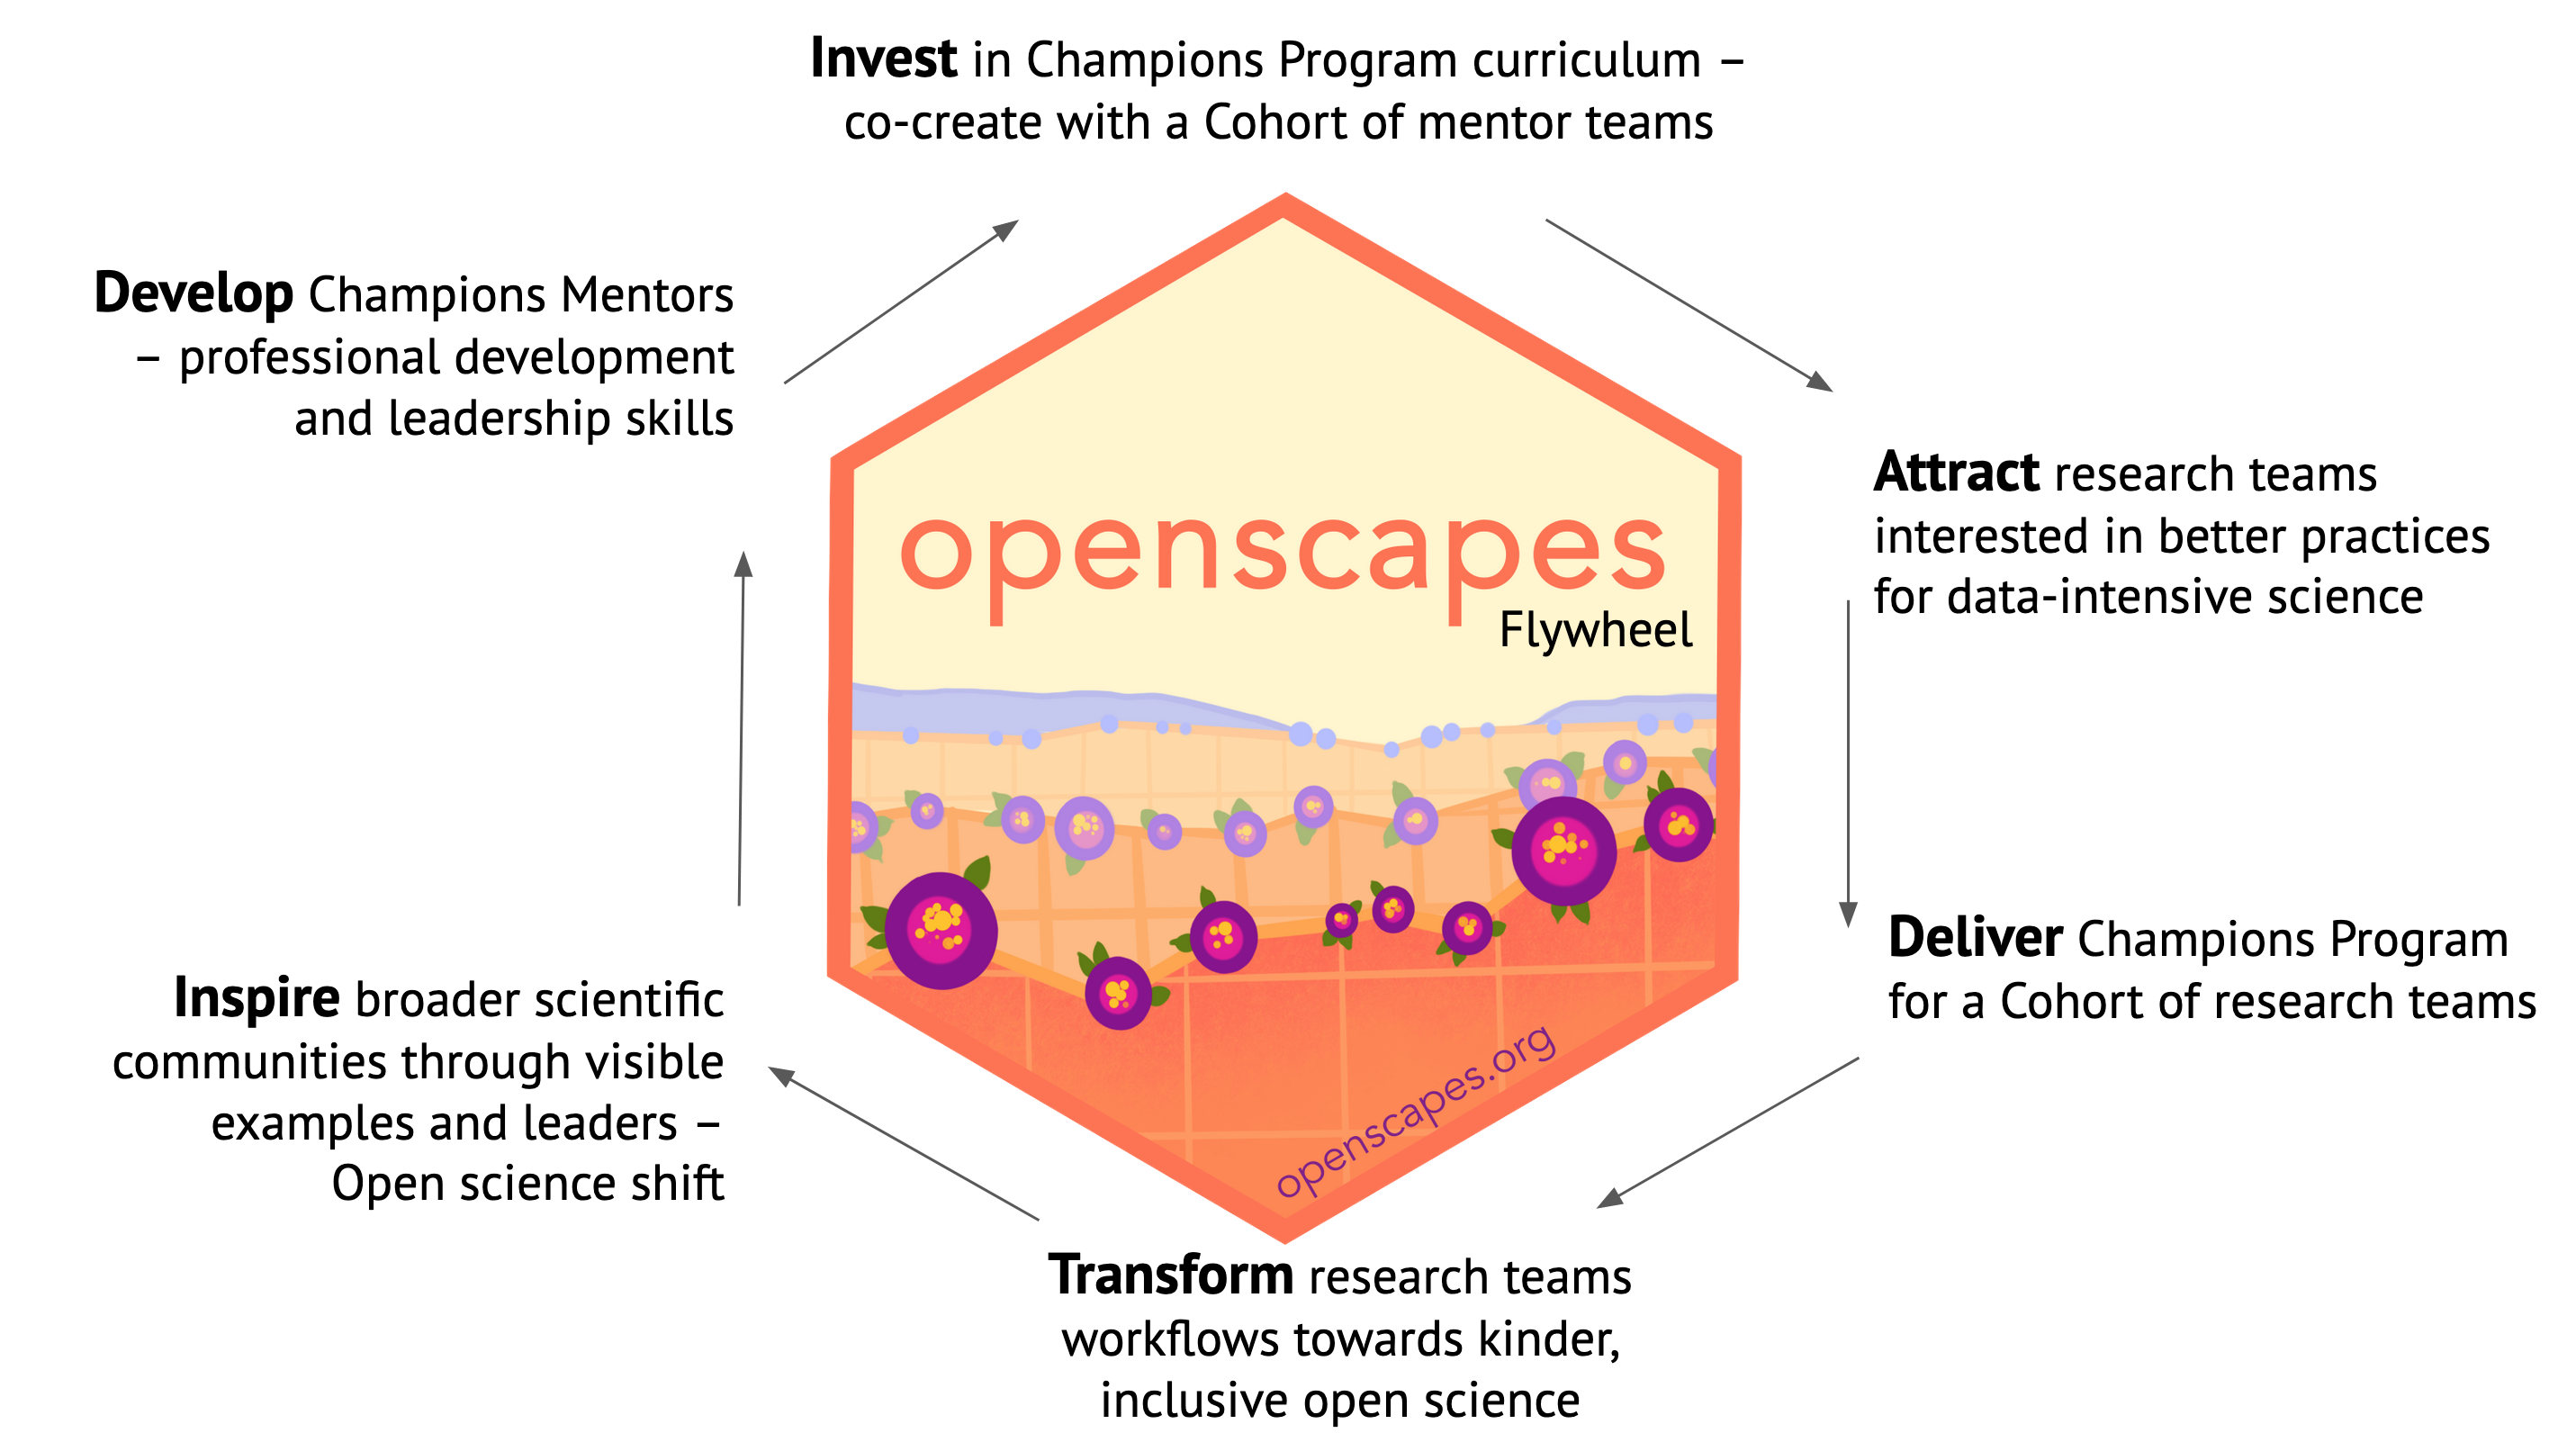 Invest in Champions Program curriculum –
co-create with a Cohort of mentor teams
Develop Champions Mentors
– professional development
and leadership skills
Attract research teams
interested in better practices
for data-intensive science
openscapes
Flywheel
Deliver Champions Program
for a Cohort of research teams
Inspire broader scientific
communities through visible
examples and leaders –
Open science shift
openscapes.org
Transform research teams
workflows towards kinder,
inclusive open science